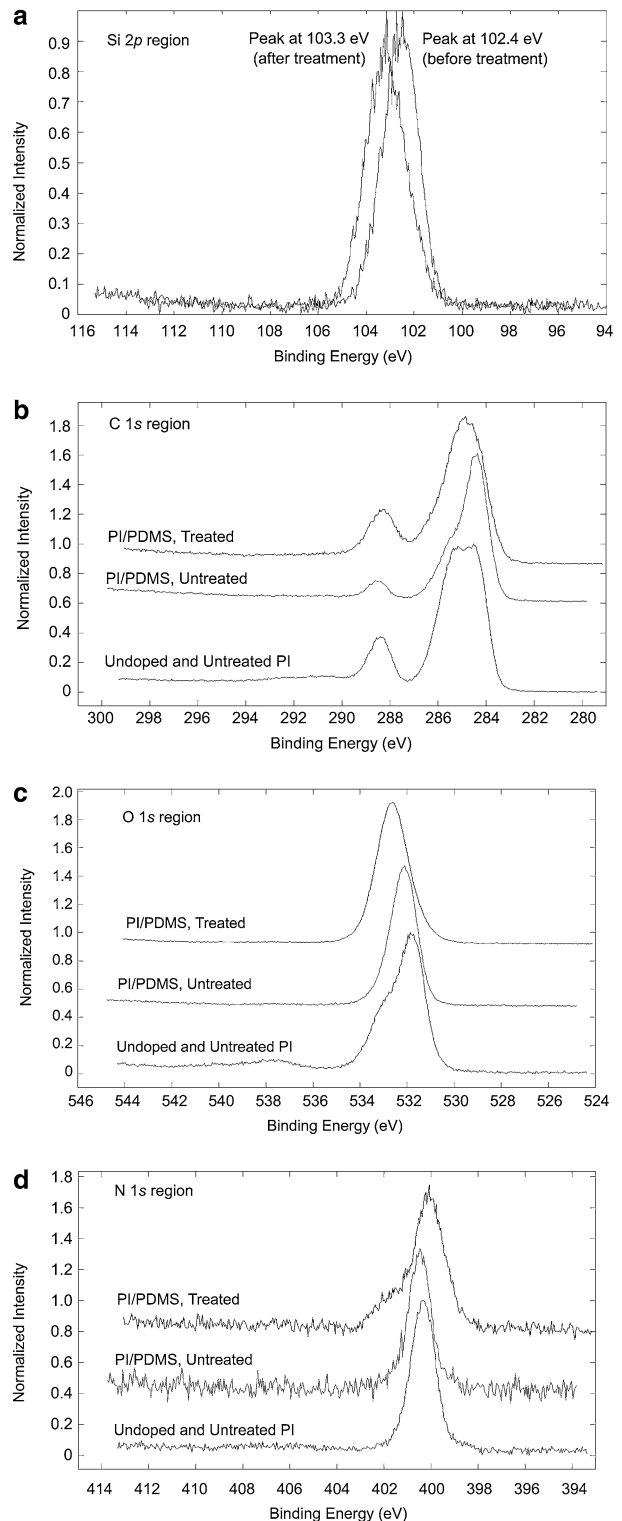 a
Si 2p region
Peak at 103.3 eV
(after treatment)
Peak at 102.4 eV
(before treatment)
Normalized Intensity
0.9
0.8
0.7
0.6
0.5
0.4
0.3
0.2
0.1
0
116 114 112 110 108 106 104 102 100 98 96 94
Binding Energy (eV)
b
C 1s region
Normalized Intensity
1.8
1.6
1.4
1.2
1.0
0.8
0.6
0.4
0.2
0
PI/PDMS, Treated
PI/PDMS, Untreated
Undoped and Untreated PI
300 298 296 294 292 290 288 286 284 282 280
Binding Energy (eV)
c
O 1s region
Normalized Intensity
2.0
1.8
1.6
1.4
1.2
1.0
0.8
0.6
0.4
0.2
0
PI/PDMS, Treated
PI/PDMS, Untreated
Undoped and Untreated PI
546 544 542 540 538 536 534 532 530 528 526 524
Binding Energy (eV)
d
N 1s region
Normalized Intensity
1.8
1.6
1.4
1.2
1.0
0.8
0.6
0.4
0.2
0
PI/PDMS, Treated
PI/PDMS, Untreated
Undoped and Untreated PI
414 412 410 408 406 404 402 400 398 396 394
Binding Energy (eV)